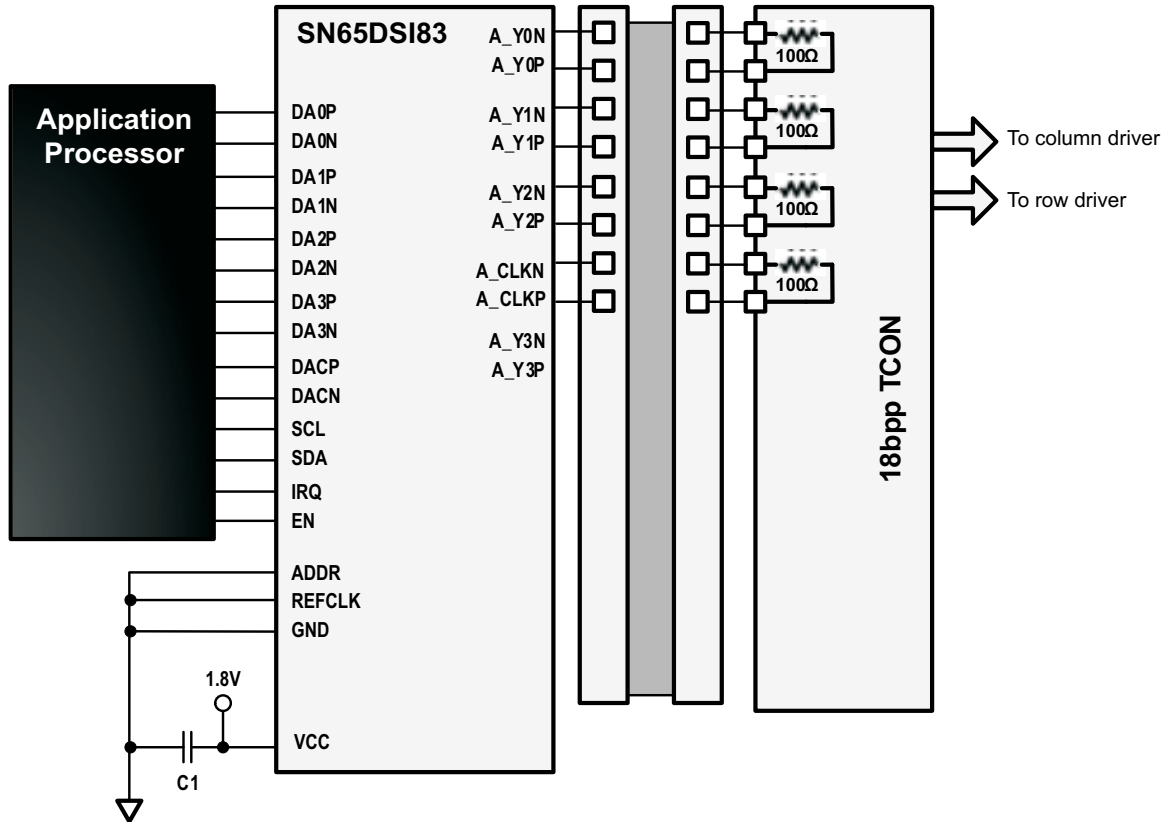 SN65DSI83
Application
Processor
DA0P
DA0N
DA1P
DA1N
DA2P
DA2N
DA3P
DA3N
DACP
DACN
SCL
SDA
IRQ
EN
ADDR
REFCLK
GND
1.8V
VCC
C1
A_Y0N
A_Y0P
A_Y1N
A_Y1P
A_Y2N
A_Y2P
A_CLKN
A_CLKP
A_Y3N
A_Y3P
100Ω
100Ω
100Ω
100Ω
18bpp TCON
To column driver
To row driver